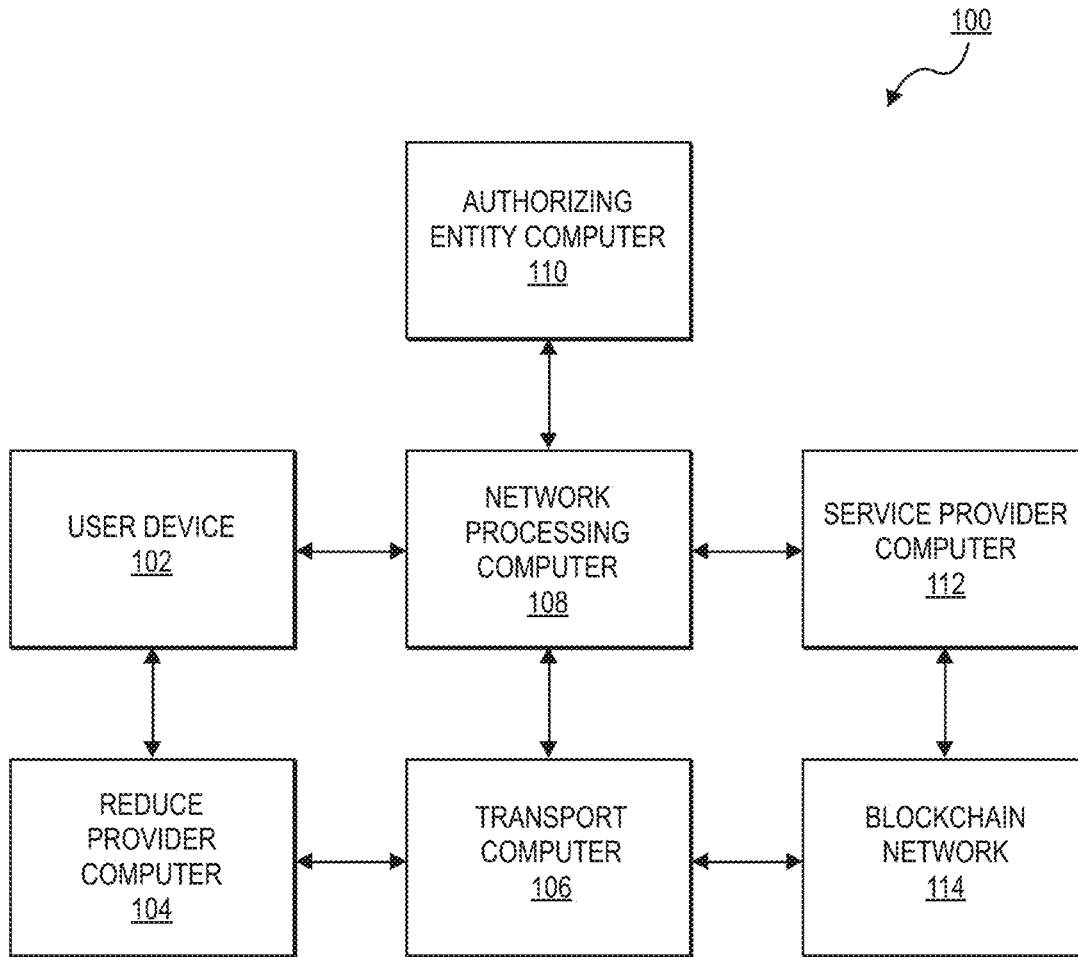 100
AUTHORIZING
ENTITY COMPUTER
110
USER DEVICE
102
NETWORK
PROCESSING
COMPUTER
108
SERVICE PROVIDER
COMPUTER
112
REDUCE
PROVIDER
COMPUTER
104
TRANSPORT
COMPUTER
106
BLOCKCHAIN
NETWORK
114